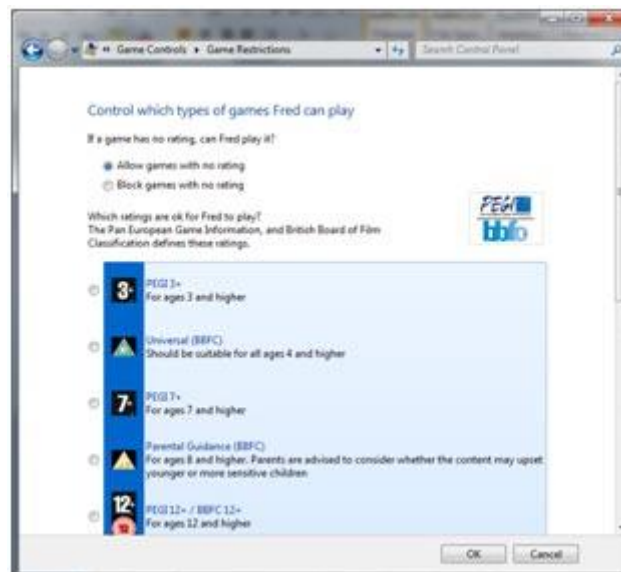 Game Controls ▸ Game Restrictions
Search Control Panel
Control which types of games Fred can play
If a game has no rating, can Fred play it?
Allow games with no rating
Block games with no rating
Which ratings are ok for Fred to play?
The Pan European Game Information, and British Board of Film
Classification defines these ratings.
PEGI
bbfc
3+
PEGI 3+
For ages 3 and higher
Universal (BBFC)
Should be suitable for all ages 4 and higher
7+
PEGI 7+
For ages 7 and higher
Parental Guidance (BBFC)
For ages 8 and higher. Parents are advised to consider whether the content may upset
younger or more sensitive children
12+
12
PEGI 12+ / BBFC 12+
For ages 12 and higher
OK
Cancel